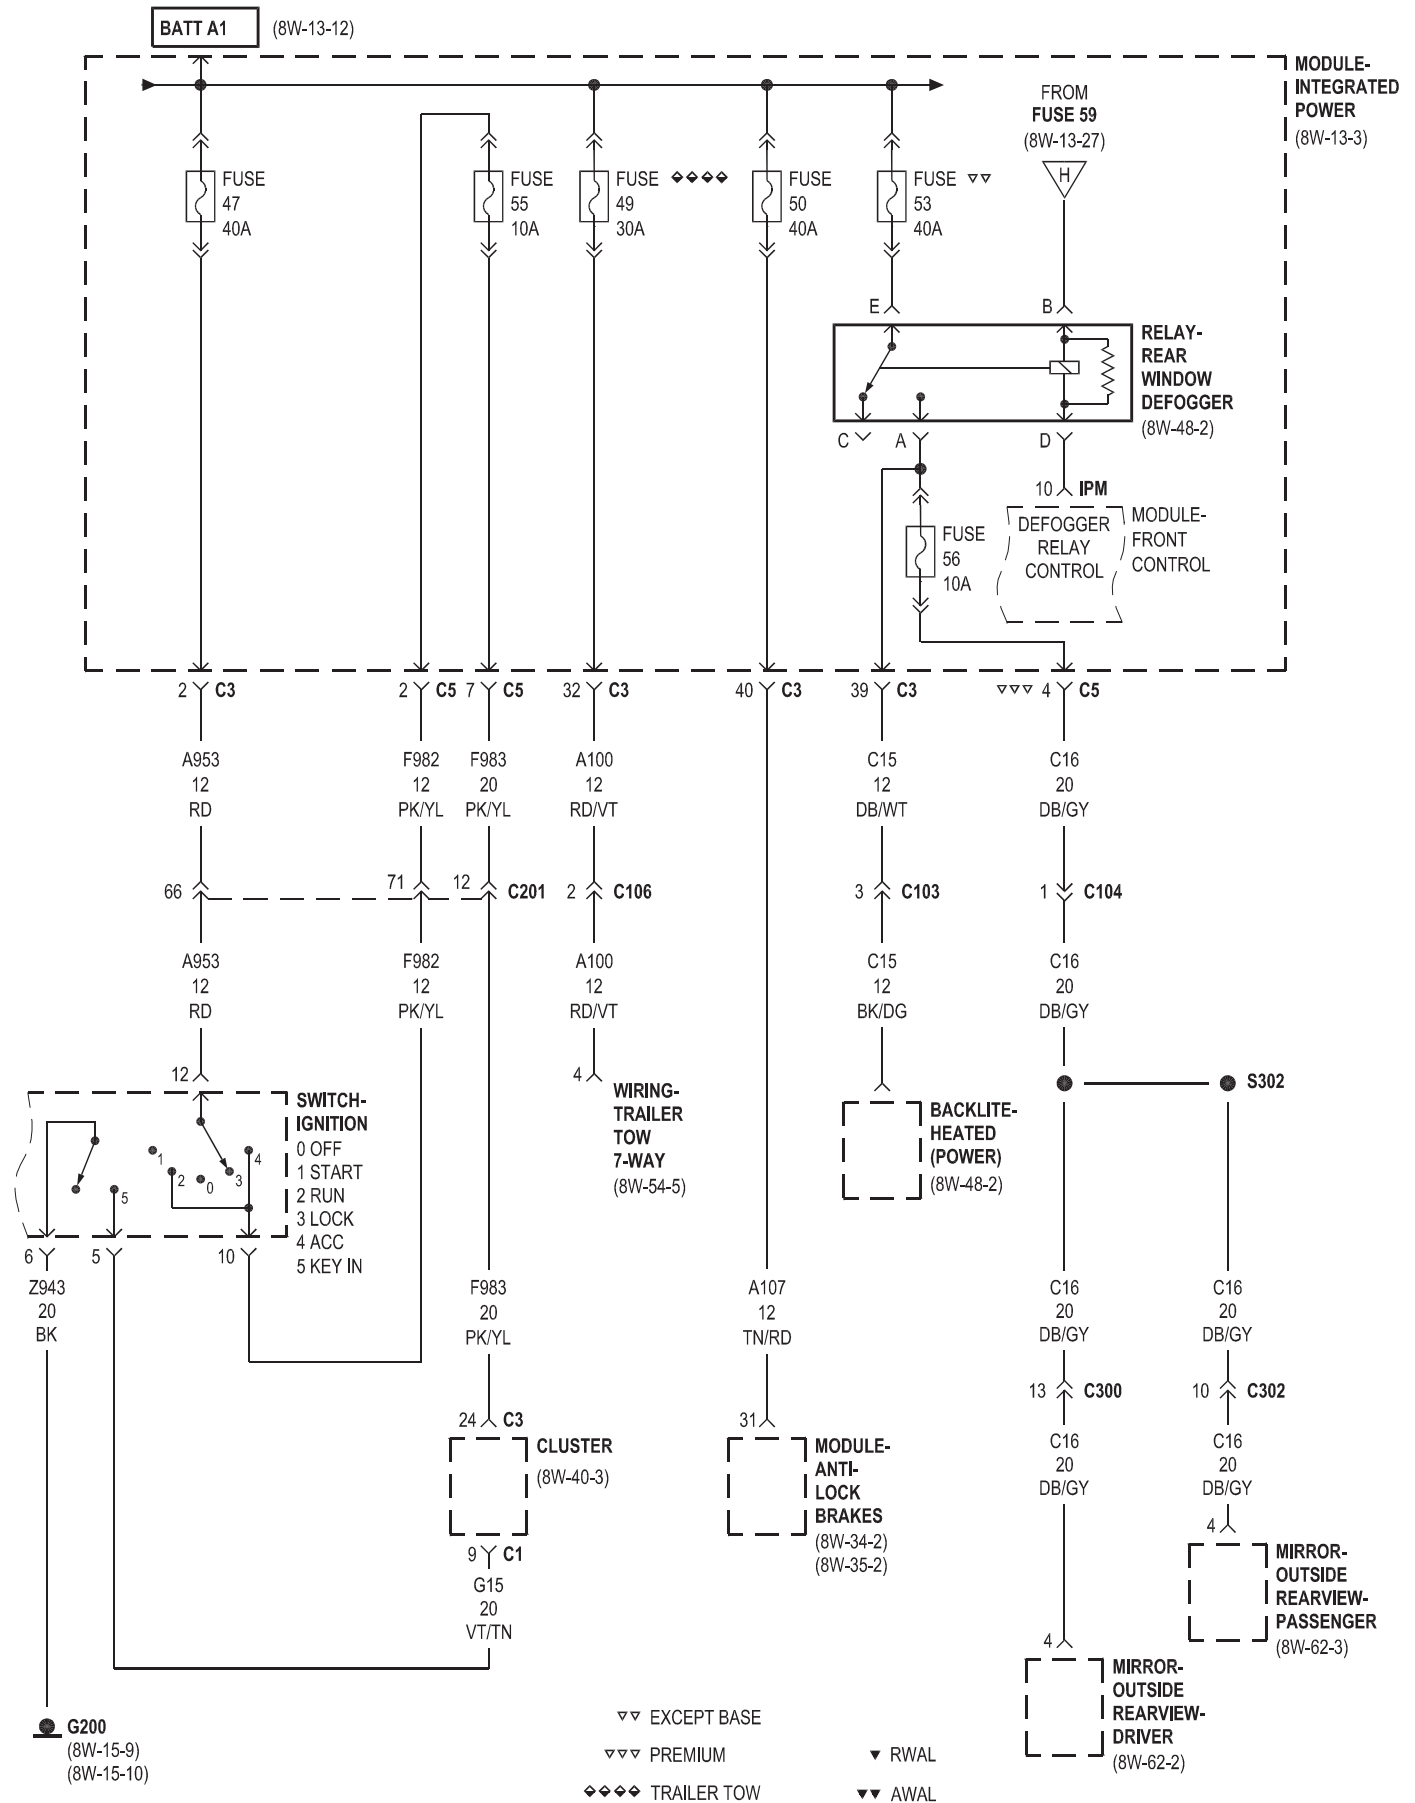 BATT A1 (8W-13-12)
MODULE-
INTEGRATED
POWER
(8W-13-3)
FROM
FUSE 59
(8W-13-27)
H
FUSE
47
40A
FUSE
55
10A
FUSE
49
30A
FUSE
50
40A
FUSE
53
40A
E
B
RELAY-
REAR
WINDOW
DEFOGGER
(8W-48-2)
C
A
D
10 IPM
FUSE
56
10A
DEFOGGER
RELAY
CONTROL
MODULE-
FRONT
CONTROL
2 C3
2 C5
7 C5
32 C3
40 C3
39 C3
4 C5
A953
12
RD
F982
12
PK/YL
F983
20
PK/YL
A100
12
RD/VT
C15
12
DB/WT
C16
20
DB/GY
66
71
12 C201
2 C106
3 C103
1 C104
A953
12
RD
F982
12
PK/YL
A100
12
RD/VT
C15
12
BK/DG
C16
20
DB/GY
12
4
WIRING-
TRAILER
TOW
7-WAY
(8W-54-5)
S302
SWITCH-
IGNITION
0 OFF
1 START
2 RUN
3 LOCK
4 ACC
5 KEY IN
1
2
0
3
4
5
BACKLITE-
HEATED
(POWER)
(8W-48-2)
6
5
10
Z943
20
BK
F983
20
PK/YL
A107
12
TN/RD
C16
20
DB/GY
C16
20
DB/GY
13 C300
10 C302
24 C3
31
CLUSTER
(8W-40-3)
MODULE-
ANTI-
LOCK
BRAKES
(8W-34-2)
(8W-35-2)
C16
20
DB/GY
C16
20
DB/GY
4
MIRROR-
OUTSIDE
REARVIEW-
PASSENGER
(8W-62-3)
9 C1
G15
20
VT/TN
4
MIRROR-
OUTSIDE
REARVIEW-
DRIVER
(8W-62-2)
G200
(8W-15-9)
(8W-15-10)
EXCEPT BASE
PREMIUM
RWAL
TRAILER TOW
AWAL